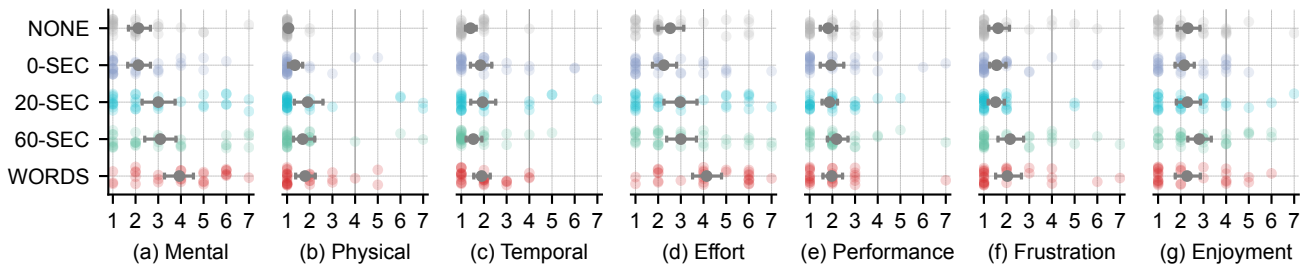 NONE
0-SEC
20-SEC
60-SEC
WORDS
1 2 3 4 5 6 7 1 2 3 4 5 6 7 1 2 3 4 5 6 7 1 2 3 4 5 6 7 1 2 3 4 5 6 7 1 2 3 4 5 6 7 1 2 3 4 5 6 7
(a) Mental (b) Physical (c) Temporal (d) Effort (e) Performance (f) Frustration (g) Enjoyment